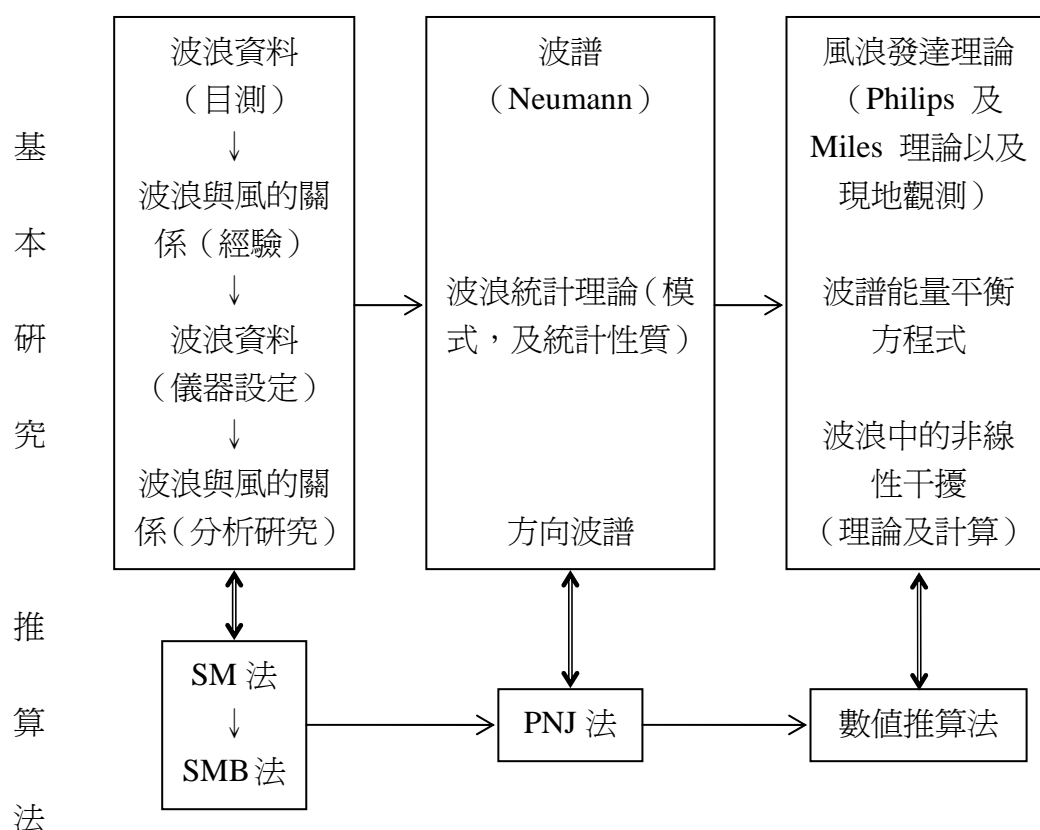 基
本
研
究
波浪資料
（目測）
↓
波浪與風的關
係（經驗）
↓
波浪資料
（儀器設定）
↓
波浪與風的關
係（分析研究）
波譜
（Neumann）
波浪統計理論（模
式，及統計性質）
方向波譜
風浪發達理論
（Philips 及
Miles 理論以及
現地觀測）
波譜能量平衡
方程式
波浪中的非線
性干擾
（理論及計算）
推
算
法
SM 法
↓
SMB 法
PNJ 法
數值推算法